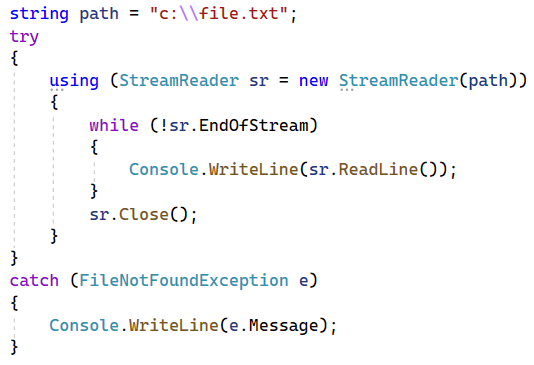 string path = "c:\\file.txt";
try
{
    using (StreamReader sr = new StreamReader(path))
    {
        while (!sr.EndOfStream)
        {
            Console.WriteLine(sr.ReadLine());
        }
        sr.Close();
    }
}
catch (FileNotFoundException e)
{
    Console.WriteLine(e.Message);
}